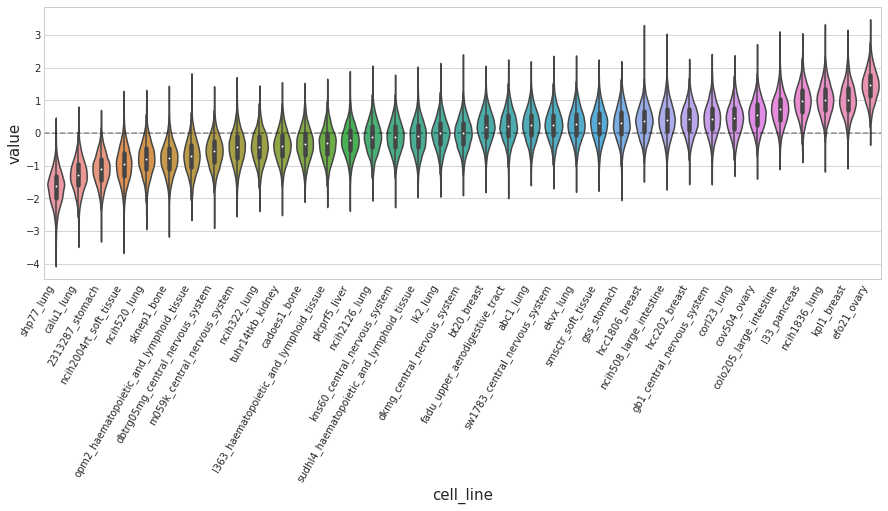 3
2
1
0
−1
−2
−3
−4
value
shp77_lung
calu1_lung
2313287_stomach
ncih2004rt_soft_tissue
ncih520_lung
sknep1_bone
opm2_haematopoietic_and_lymphoid_tissue
dbtrg05mg_central_nervous_system
m059k_central_nervous_system
ncih322_lung
tuhr14tkb_kidney
cadoes1_bone
l363_haematopoietic_and_lymphoid_tissue
plcprf5_liver
ncih2126_lung
kns60_central_nervous_system
sudhl4_haematopoietic_and_lymphoid_tissue
lk2_lung
dkmg_central_nervous_system
bt20_breast
fadu_upper_aerodigestive_tract
abc1_lung
sw1783_central_nervous_system
ekvx_lung
smsctr_soft_tissue
gss_stomach
hcc1806_breast
ncih508_large_intestine
hcc202_breast
gb1_central_nervous_system
corl23_lung
cov504_ovary
colo205_large_intestine
l33_pancreas
ncih1836_lung
kpl1_breast
efo21_ovary
cell_line